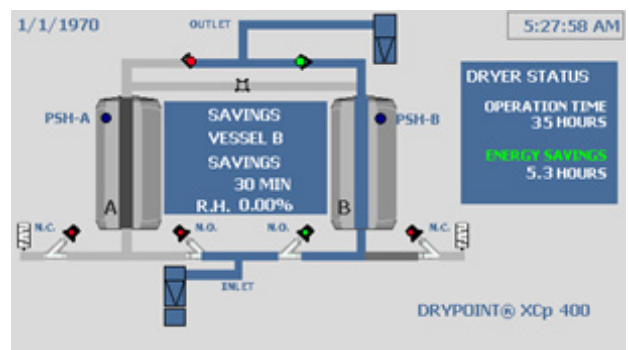 1/1/1970
OUTLET
5:27:58 AM
DRYER STATUS
OPERATION TIME
35 HOURS
ENERGY SAVINGS
5.3 HOURS
PSH-A
SAVINGS
VESSEL B
SAVINGS
30 MIN
R.H. 0.00%
PSH-B
A
B
N.C.
N.O.
N.O.
N.C.
INLET
DRYPOINT® XCp 400